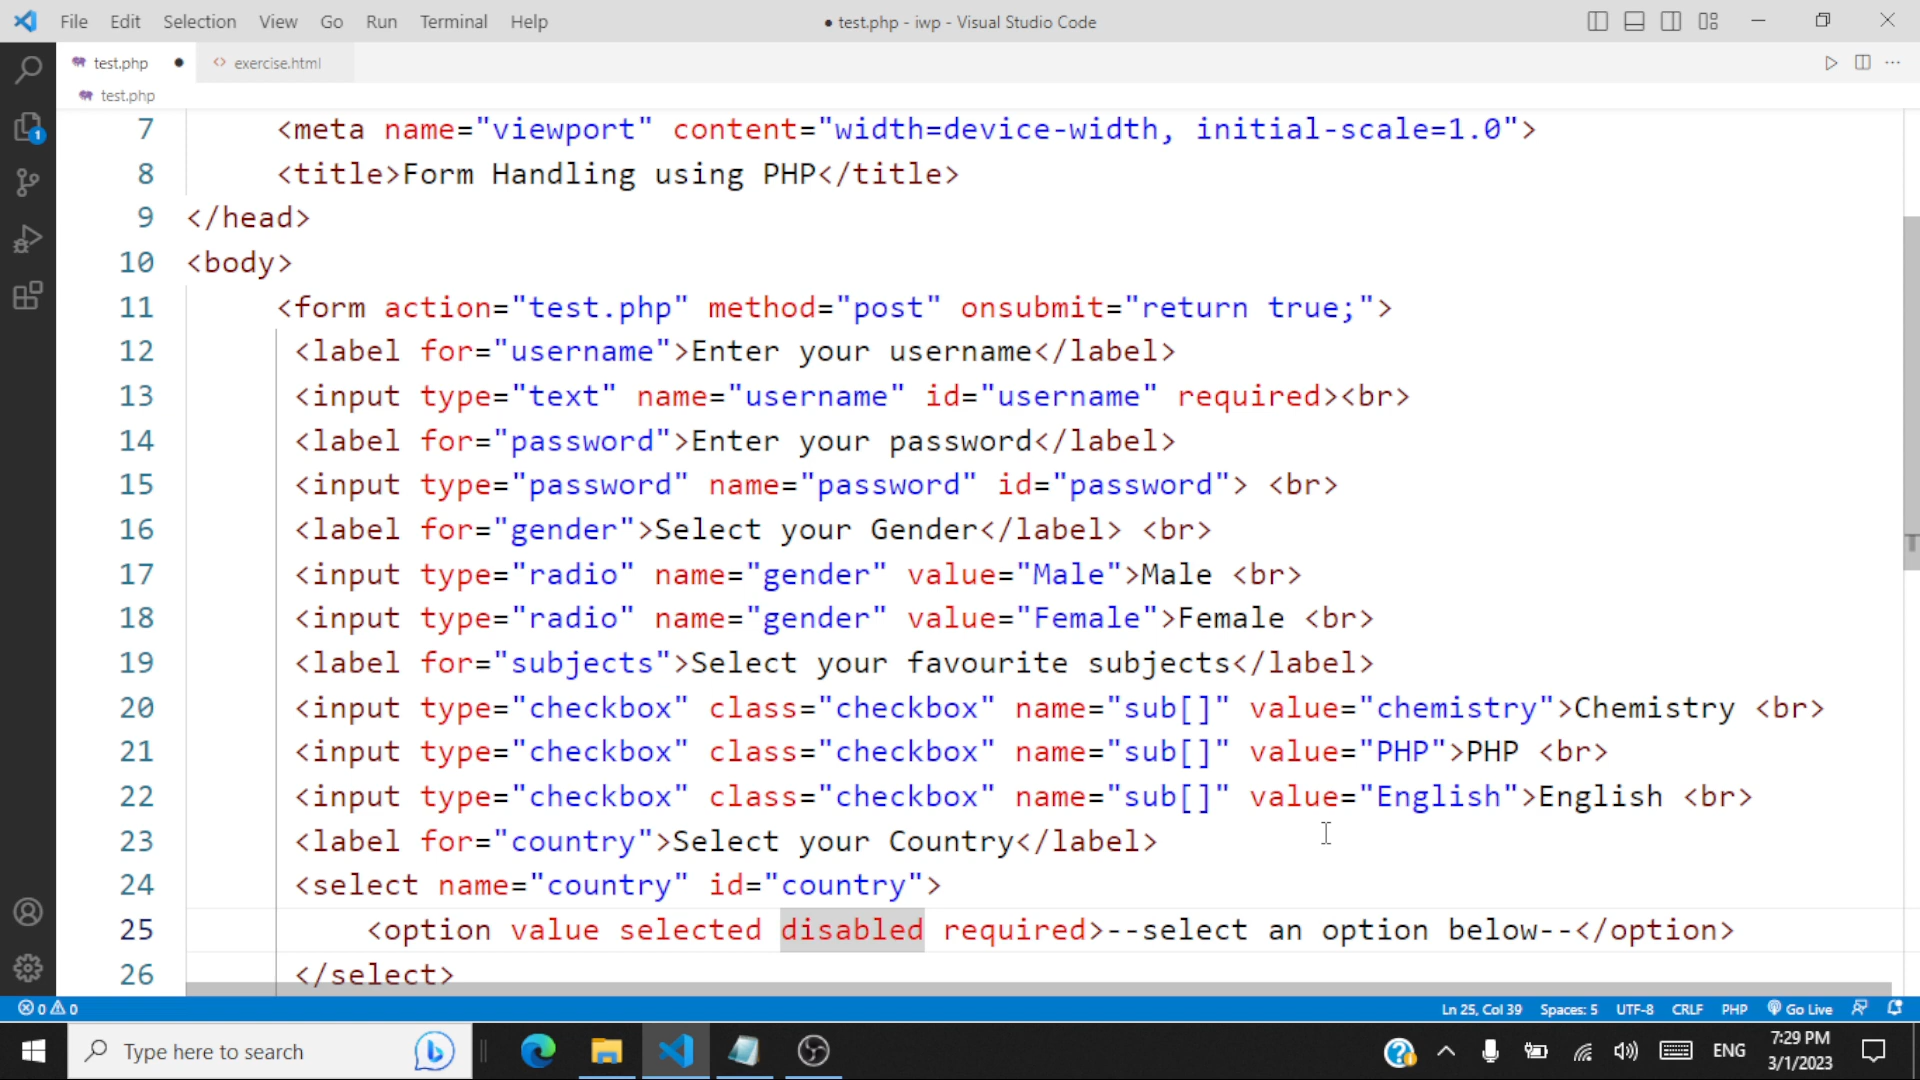 File Edit Selection View Go Run Terminal Help
● test.php - iwp - Visual Studio Code
test.php ● <> exercise.html
test.php
1
7 <meta name="viewport" content="width=device-width, initial-scale=1.0">
8 <title>Form Handling using PHP</title>
9 </head>
10 <body>
11 <form action="test.php" method="post" onsubmit="return true;">
12 <label for="username">Enter your username</label>
13 <input type="text" name="username" id="username" required><br>
14 <label for="password">Enter your password</label>
15 <input type="password" name="password" id="password"> <br>
16 <label for="gender">Select your Gender</label> <br>
17 <input type="radio" name="gender" value="Male">Male <br>
18 <input type="radio" name="gender" value="Female">Female <br>
19 <label for="subjects">Select your favourite subjects</label>
20 <input type="checkbox" class="checkbox" name="sub[]" value="chemistry">Chemistry <br>
21 <input type="checkbox" class="checkbox" name="sub[]" value="PHP">PHP <br>
22 <input type="checkbox" class="checkbox" name="sub[]" value="English">English <br>
23 <label for="country">Select your Country</label>
24 <select name="country" id="country">
25 <option value selected disabled required>--select an option below--</option>
26 </select>
0 0 Ln 25, Col 39 Spaces: 5 UTF-8 CRLF PHP Go Live
Type here to search
ENG 7:29 PM
3/1/2023